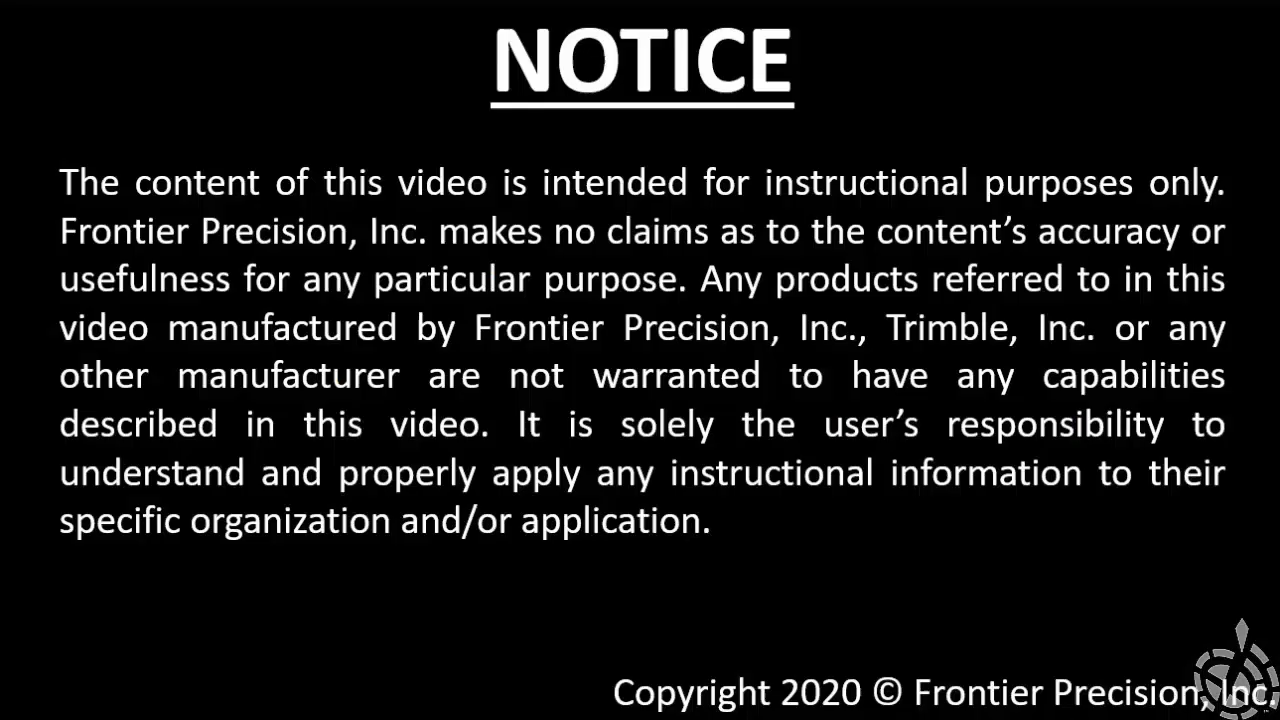 NOTICE
The content of this video is intended for instructional purposes only.
Frontier Precision, Inc. makes no claims as to the content’s accuracy or
usefulness for any particular purpose. Any products referred to in this
video manufactured by Frontier Precision, Inc., Trimble, Inc. or any
other manufacturer are not warranted to have any capabilities
described in this video. It is solely the user’s responsibility to
understand and properly apply any instructional information to their
specific organization and/or application.
Copyright 2020 © Frontier Precision, Inc.